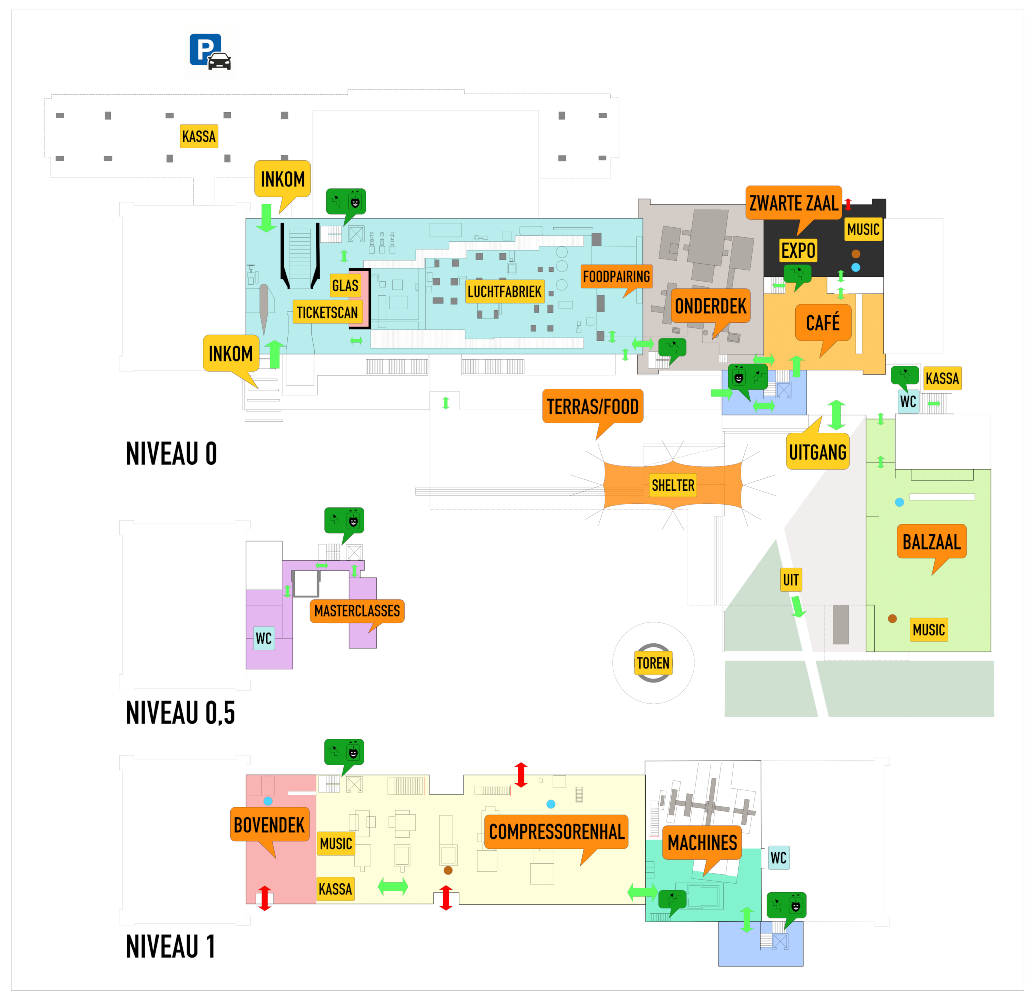 P
KASSA
INKOM
ZWARTE ZAAL
MUSIC
EXPO
FOODPAIRING
GLAS
LUCHTFABRIEK
TICKETSCAN
ONDERDEK
CAFÉ
INKOM
KASSA
WC
TERRAS/FOOD
UITGANG
NIVEAU 0
SHELTER
BALZAAL
UIT
MASTERCLASSES
WC
MUSIC
TOREN
NIVEAU 0,5
BOVENDEK
COMPRESSORENHAL
MUSIC
MACHINES
WC
KASSA
NIVEAU 1